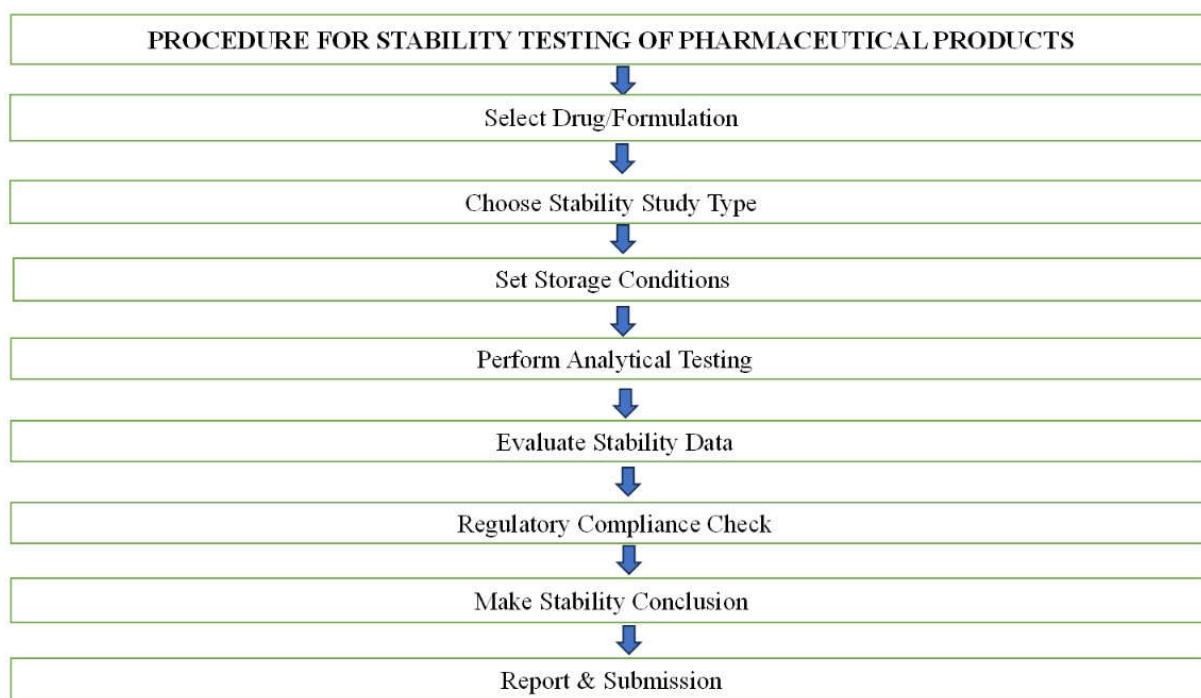 PROCEDURE FOR STABILITY TESTING OF PHARMACEUTICAL PRODUCTS
Select Drug/Formulation
Choose Stability Study Type
Set Storage Conditions
Perform Analytical Testing
Evaluate Stability Data
Regulatory Compliance Check
Make Stability Conclusion
Report & Submission